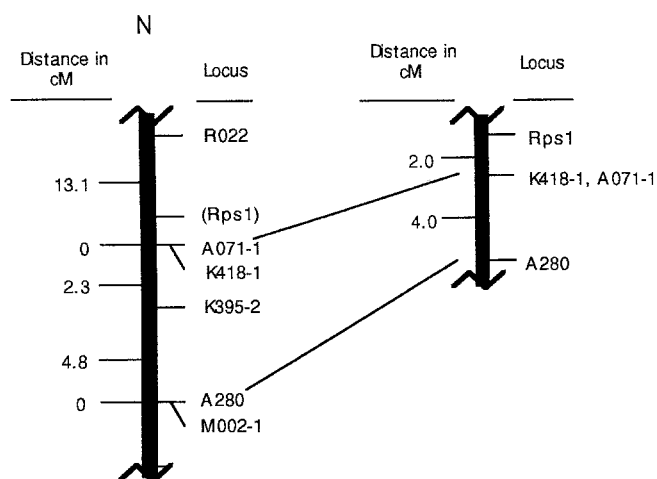 N
Distance in
cM
Locus
R022
13.1
(Rps1)
0
A071-1
K418-1
2.3
K395-2
4.8
0
A280
M002-1
Distance in
cM
Locus
Rps1
2.0
K418-1, A071-1
4.0
A280